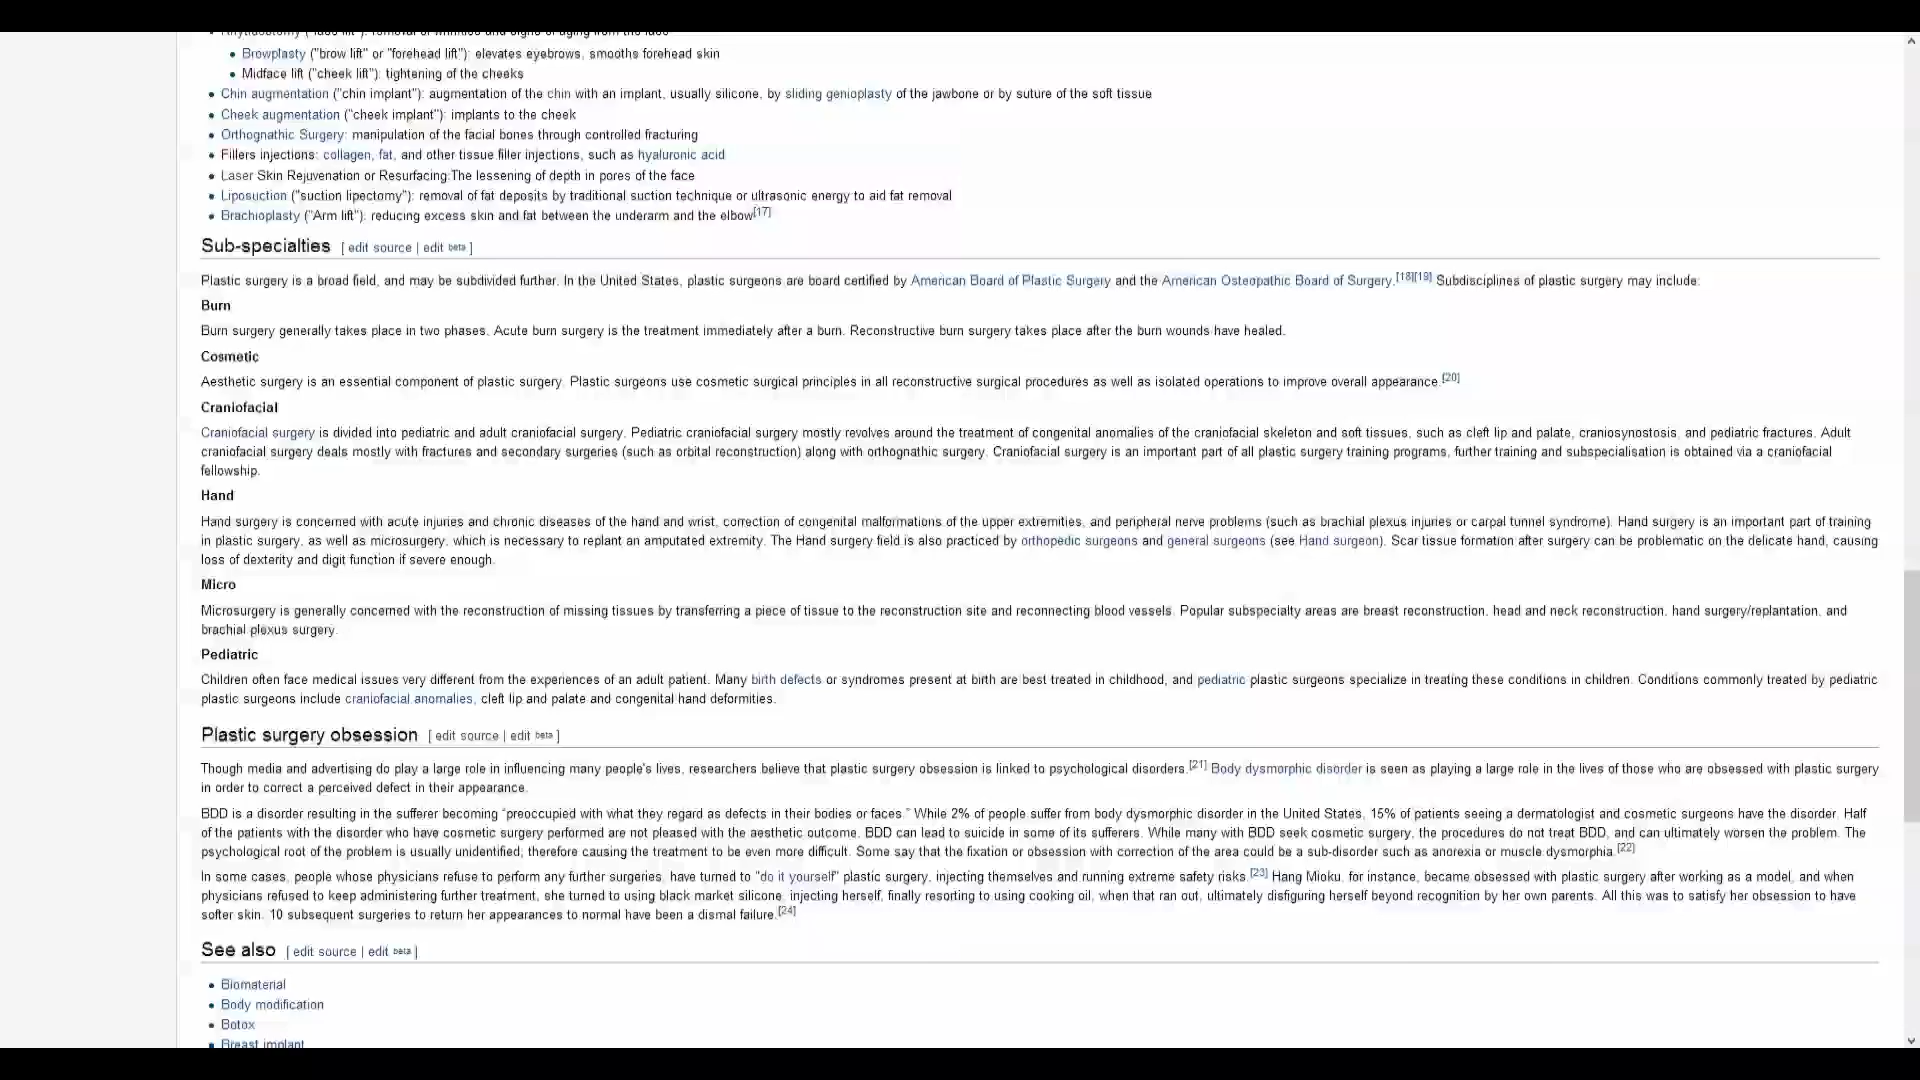 Rhytidectomy ("face lift"): removal of wrinkles and signs of aging from the face
Browplasty ("brow lift" or "forehead lift"): elevates eyebrows, smooths forehead skin
Midface lift ("cheek lift"): tightening of the cheeks
Chin augmentation ("chin implant"): augmentation of the chin with an implant, usually silicone, by sliding genioplasty of the jawbone or by suture of the soft tissue
Cheek augmentation ("cheek implant"): implants to the cheek
Orthognathic Surgery: manipulation of the facial bones through controlled fracturing
Fillers injections: collagen, fat, and other tissue filler injections, such as hyaluronic acid
Laser Skin Rejuvenation or Resurfacing:The lessening of depth in pores of the face
Liposuction ("suction lipectomy"): removal of fat deposits by traditional suction technique or ultrasonic energy to aid fat removal
Brachioplasty ("Arm lift"): reducing excess skin and fat between the underarm and the elbow[17]
Sub-specialties [ edit source | edit beta ]
Plastic surgery is a broad field, and may be subdivided further. In the United States, plastic surgeons are board certified by American Board of Plastic Surgery and the American Osteopathic Board of Surgery.[18][19] Subdisciplines of plastic surgery may include:
Burn
Burn surgery generally takes place in two phases. Acute burn surgery is the treatment immediately after a burn. Reconstructive burn surgery takes place after the burn wounds have healed.
Cosmetic
Aesthetic surgery is an essential component of plastic surgery. Plastic surgeons use cosmetic surgical principles in all reconstructive surgical procedures as well as isolated operations to improve overall appearance.[20]
Craniofacial
Craniofacial surgery is divided into pediatric and adult craniofacial surgery. Pediatric craniofacial surgery mostly revolves around the treatment of congenital anomalies of the craniofacial skeleton and soft tissues, such as cleft lip and palate, craniosynostosis, and pediatric fractures. Adult
craniofacial surgery deals mostly with fractures and secondary surgeries (such as orbital reconstruction) along with orthognathic surgery. Craniofacial surgery is an important part of all plastic surgery training programs, further training and subspecialisation is obtained via a craniofacial
fellowship.
Hand
Hand surgery is concerned with acute injuries and chronic diseases of the hand and wrist, correction of congenital malformations of the upper extremities, and peripheral nerve problems (such as brachial plexus injuries or carpal tunnel syndrome). Hand surgery is an important part of training
in plastic surgery, as well as microsurgery, which is necessary to replant an amputated extremity. The Hand surgery field is also practiced by orthopedic surgeons and general surgeons (see Hand surgeon). Scar tissue formation after surgery can be problematic on the delicate hand, causing
loss of dexterity and digit function if severe enough.
Micro
Microsurgery is generally concerned with the reconstruction of missing tissues by transferring a piece of tissue to the reconstruction site and reconnecting blood vessels. Popular subspecialty areas are breast reconstruction, head and neck reconstruction, hand surgery/replantation, and
brachial plexus surgery.
Pediatric
Children often face medical issues very different from the experiences of an adult patient. Many birth defects or syndromes present at birth are best treated in childhood, and pediatric plastic surgeons specialize in treating these conditions in children. Conditions commonly treated by pediatric
plastic surgeons include craniofacial anomalies, cleft lip and palate and congenital hand deformities.
Plastic surgery obsession [ edit source | edit beta ]
Though media and advertising do play a large role in influencing many people's lives, researchers believe that plastic surgery obsession is linked to psychological disorders.[21] Body dysmorphic disorder is seen as playing a large role in the lives of those who are obsessed with plastic surgery
in order to correct a perceived defect in their appearance.
BDD is a disorder resulting in the sufferer becoming “preoccupied with what they regard as defects in their bodies or faces.” While 2% of people suffer from body dysmorphic disorder in the United States, 15% of patients seeing a dermatologist and cosmetic surgeons have the disorder. Half
of the patients with the disorder who have cosmetic surgery performed are not pleased with the aesthetic outcome. BDD can lead to suicide in some of its sufferers. While many with BDD seek cosmetic surgery, the procedures do not treat BDD, and can ultimately worsen the problem. The
psychological root of the problem is usually unidentified; therefore causing the treatment to be even more difficult. Some say that the fixation or obsession with correction of the area could be a sub-disorder such as anorexia or muscle dysmorphia.[22]
In some cases, people whose physicians refuse to perform any further surgeries, have turned to "do it yourself" plastic surgery, injecting themselves and running extreme safety risks.[23] Hang Mioku, for instance, became obsessed with plastic surgery after working as a model, and when
physicians refused to keep administering further treatment, she turned to using black market silicone, injecting herself, finally resorting to using cooking oil, when that ran out, ultimately disfiguring herself beyond recognition by her own parents. All this was to satisfy her obsession to have
softer skin. 10 subsequent surgeries to return her appearances to normal have been a dismal failure.[24]
See also [ edit source | edit beta ]
Biomaterial
Body modification
Botox
Breast implant